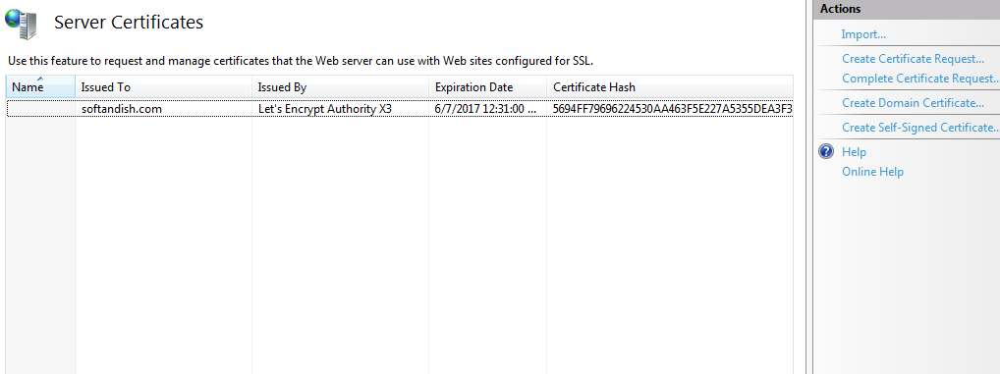 Server Certificates
Use this feature to request and manage certificates that the Web server can use with Web sites configured for SSL.
Name Issued To Issued By Expiration Date Certificate Hash
softandish.com Let's Encrypt Authority X3 6/7/2017 12:31:00 ... 5694FF79696224530AA463F5E227A5355DEA3F3
Actions
Import...
Create Certificate Request...
Complete Certificate Request..
Create Domain Certificate...
Create Self-Signed Certificate..
Help
Online Help